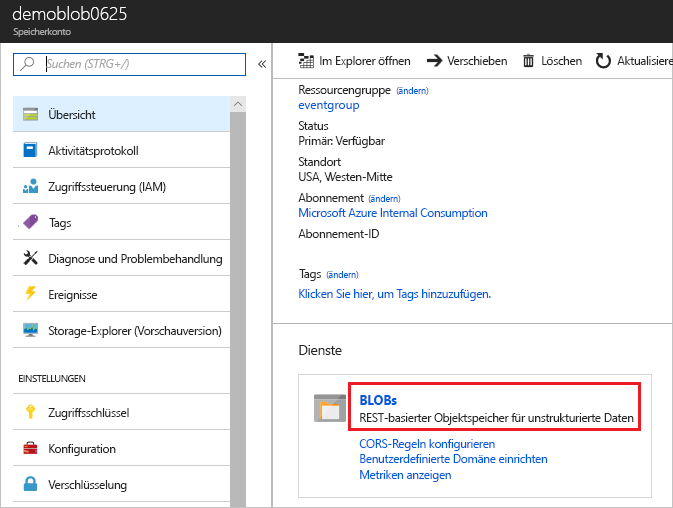 demoblob0625
Speicherkonto
Suchen (STRG+/)
«
Übersicht
Aktivitätsprotokoll
Zugriffssteuerung (IAM)
Tags
Diagnose und Problembehandlung
Ereignisse
Storage-Explorer (Vorschauversion)
EINSTELLUNGEN
Zugriffsschlüssel
Konfiguration
Verschlüsselung
Im Explorer öffnen Verschieben Löschen Aktualisiere
Ressourcengruppe (ändern)
eventgroup
Status
Primär: Verfügbar
Standort
USA, Westen-Mitte
Abonnement (ändern)
Microsoft Azure Internal Consumption
Abonnement-ID
Tags (ändern)
Klicken Sie hier, um Tags hinzuzufügen.
Dienste
BLOBs
REST-basierter Objektspeicher für unstrukturierte Daten
CORS-Regeln konfigurieren
Benutzerdefinierte Domäne einrichten
Metriken anzeigen